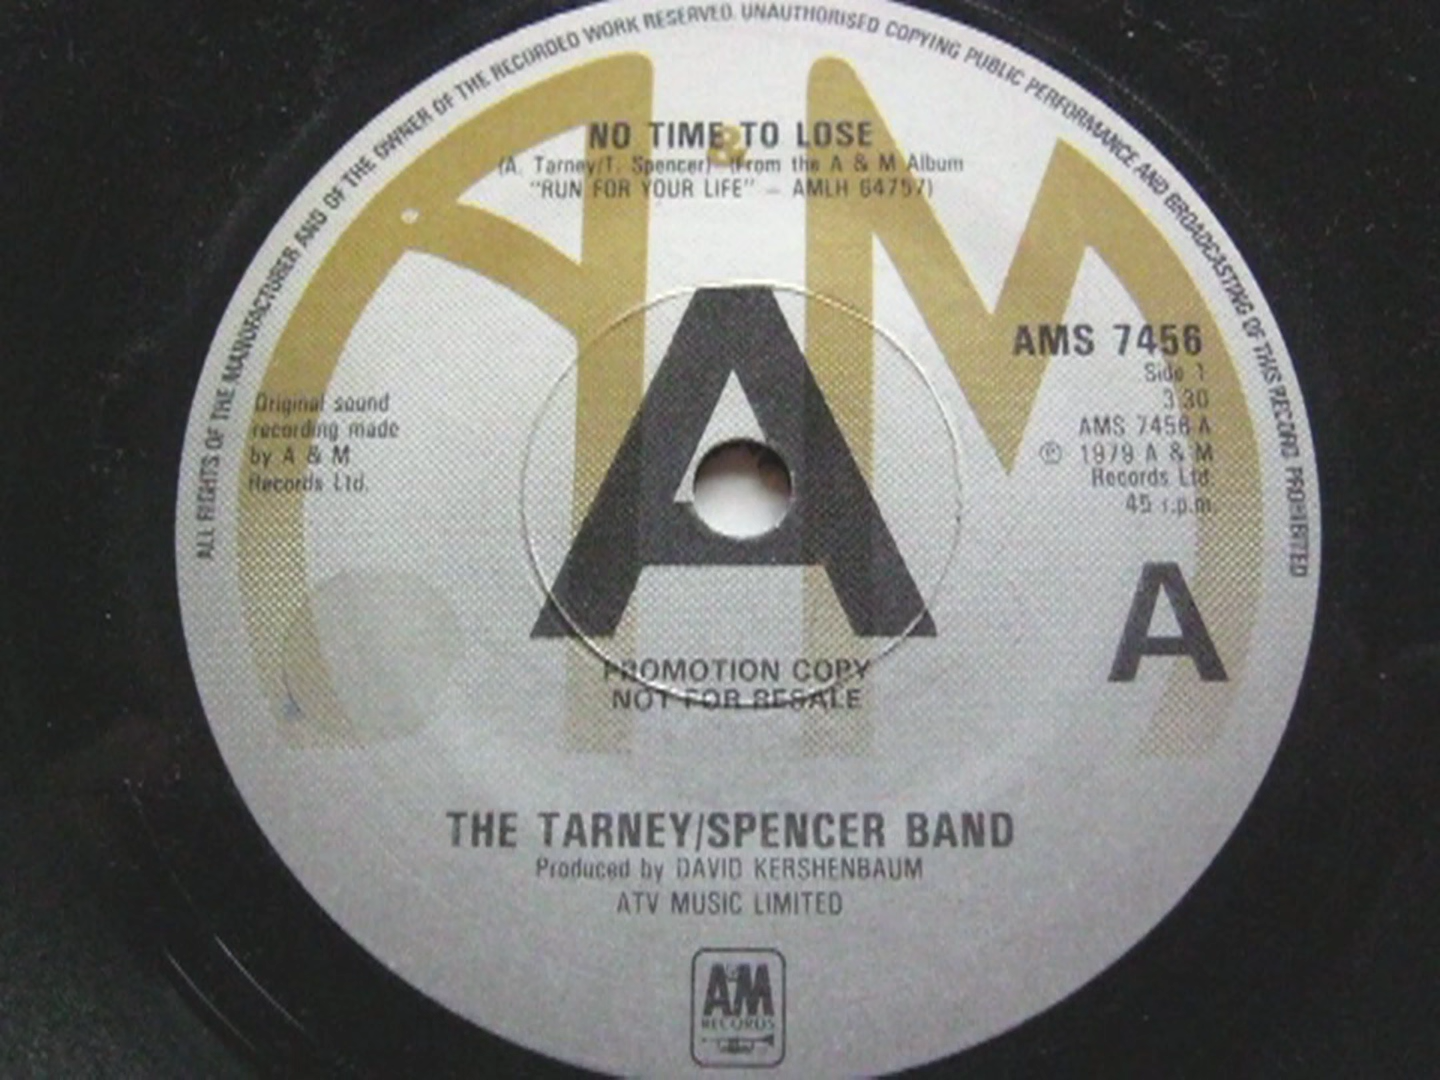 ALL RIGHTS OF THE MANUFACTURER AND OF THE OWNER OF THE RECORDED WORK RESERVED. UNAUTHORISED COPYING PUBLIC PERFORMANCE AND BROADCASTING OF THIS RECORD PROHIBITED
A & M
NO TIME TO LOSE
(A. Tarney/T. Spencer) (From the A & M Album
"RUN FOR YOUR LIFE" – AMLH 64757)
Original sound
recording made
by A & M
Records Ltd.
A
AMS 7456
Side 1
3.30
AMS 7456 A
℗ 1979 A & M
Records Ltd
45 r.p.m.
A
PROMOTION COPY
NOT FOR RESALE
THE TARNEY/SPENCER BAND
Produced by DAVID KERSHENBAUM
ATV MUSIC LIMITED
A&M
RECORDS